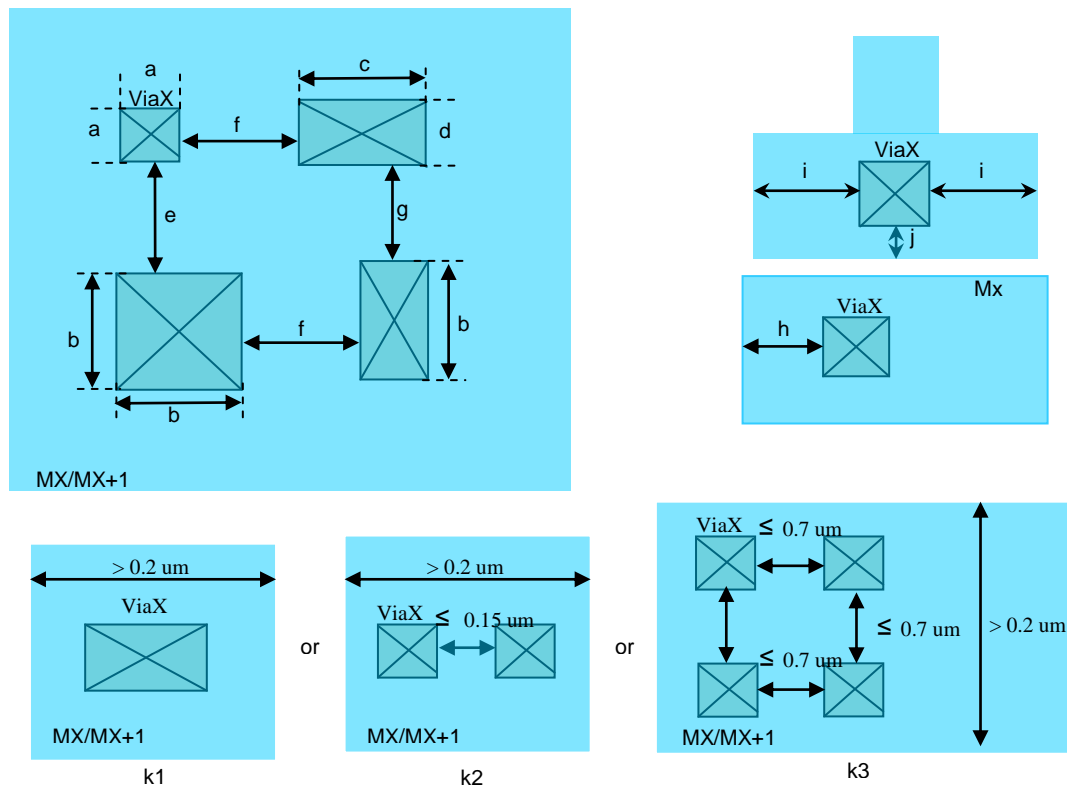 a
c
ViaX
a
f
d
ViaX
i
i
e
g
j
Mx
ViaX
h
b
f
b
b
MX/MX+1
> 0.2 um
ViaX
MX/MX+1
k1
or
> 0.2 um
ViaX ≤ 0.15 um
MX/MX+1
k2
or
ViaX ≤ 0.7 um
≤ 0.7 um
> 0.2 um
≤ 0.7 um
MX/MX+1
k3